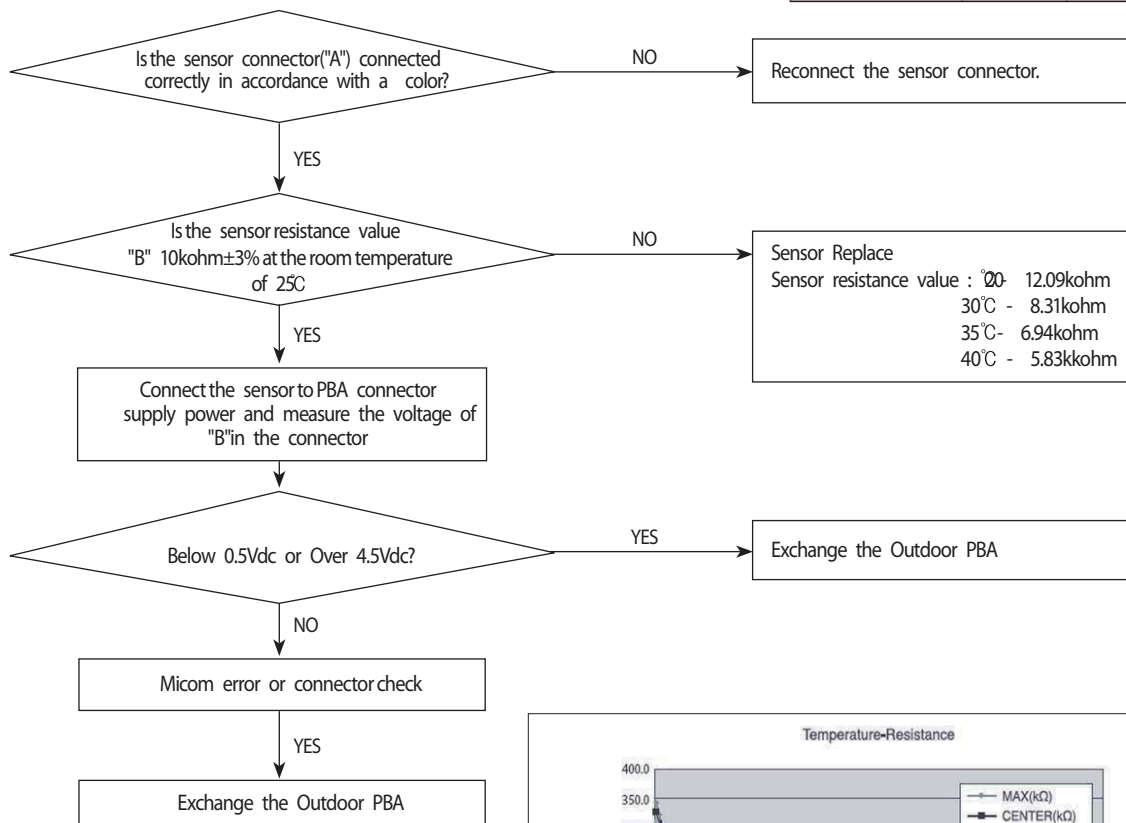 Is the sensor connector("A") connected
correctly in accordance with a color?
NO
Reconnect the sensor connector.
YES
Is the sensor resistance value
"B" 10kohm±3% at the room temperature
of 25℃
NO
Sensor Replace
Sensor resistance value : ℃20- 12.09kohm
30℃ - 8.31kohm
35℃- 6.94kohm
40℃ - 5.83kkohm
YES
Connect the sensor to PBA connector
supply power and measure the voltage of
"B"in the connector
Below 0.5Vdc or Over 4.5Vdc?
YES
Exchange the Outdoor PBA
NO
Micom error or connector check
YES
Exchange the Outdoor PBA
Temperature-Resistance
400.0
350.0
MAX(kΩ)
CENTER(kΩ)